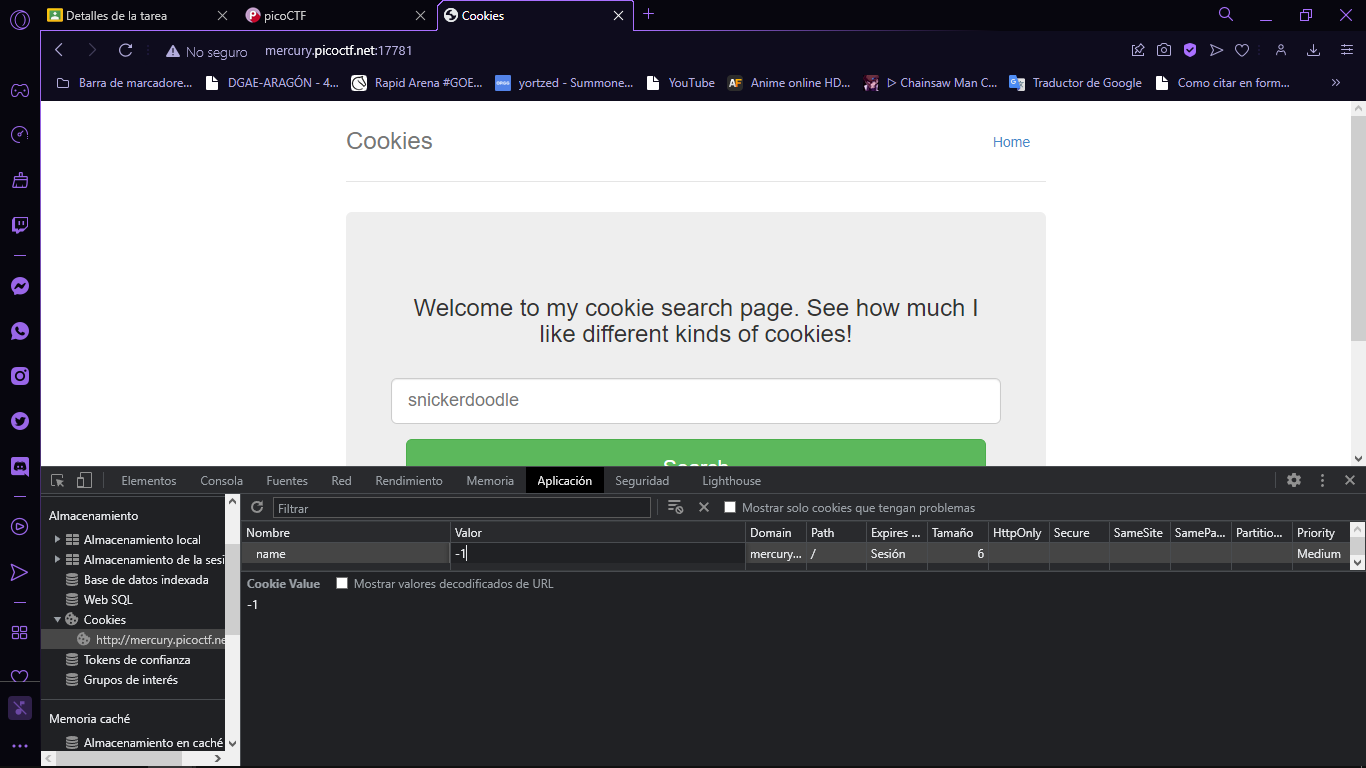 Detalles de la tarea
picoCTF
Cookies
No seguro mercury.picoctf.net:17781
Barra de marcadore...
DGAE-ARAGÓN - 4...
Rapid Arena #GOE...
yortzed - Summone...
YouTube
AF Anime online HD...
▷ Chainsaw Man C...
Traductor de Google
Como citar en form...
»
Cookies
Home
Welcome to my cookie search page. See how much I
like different kinds of cookies!
snickerdoodle
Search
Elementos Consola Fuentes Red Rendimiento Memoria Aplicación Seguridad Lighthouse
Almacenamiento
Almacenamiento local
Almacenamiento de la sesi
Base de datos indexada
Web SQL
Cookies
http://mercury.picoctf.ne
Tokens de confianza
Grupos de interés
Memoria caché
Almacenamiento en caché
Filtrar
Mostrar solo cookies que tengan problemas
Nombre Valor Domain Path Expires ... Tamaño HttpOnly Secure SameSite SamePa... Partitio... Priority
name -1 mercury... / Sesión 6 Medium
Cookie Value Mostrar valores decodificados de URL
-1